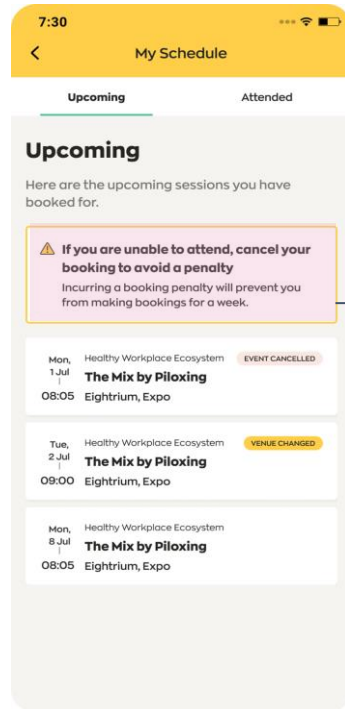 7:30
My Schedule
Upcoming
Attended
Upcoming
Here are the upcoming sessions you have
booked for.
If you are unable to attend, cancel your
booking to avoid a penalty
Incurring a booking penalty will prevent you
from making bookings for a week.
Mon,
1 Jul
08:05
Healthy Workplace Ecosystem
EVENT CANCELLED
The Mix by Piloxing
Eightrium, Expo
Tue,
2 Jul
09:00
Healthy Workplace Ecosystem
VENUE CHANGED
The Mix by Piloxing
Eightrium, Expo
Mon,
8 Jul
08:05
Healthy Workplace Ecosystem
The Mix by Piloxing
Eightrium, Expo